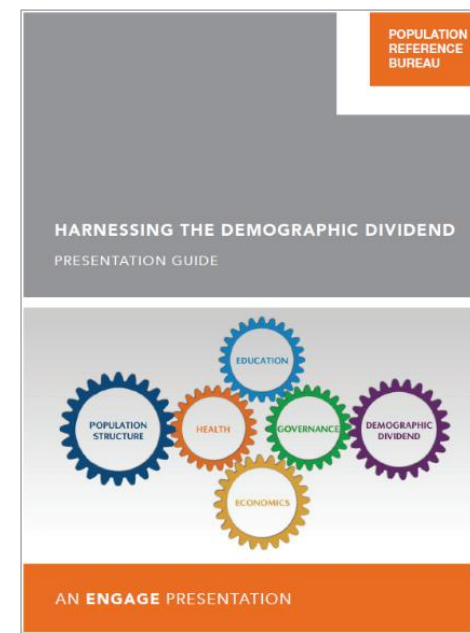 POPULATION
REFERENCE
BUREAU
HARNESSING THE DEMOGRAPHIC DIVIDEND
PRESENTATION GUIDE
EDUCATION
POPULATION
STRUCTURE
HEALTH
GOVERNANCE
DEMOGRAPHIC
DIVIDEND
ECONOMICS
AN ENGAGE PRESENTATION